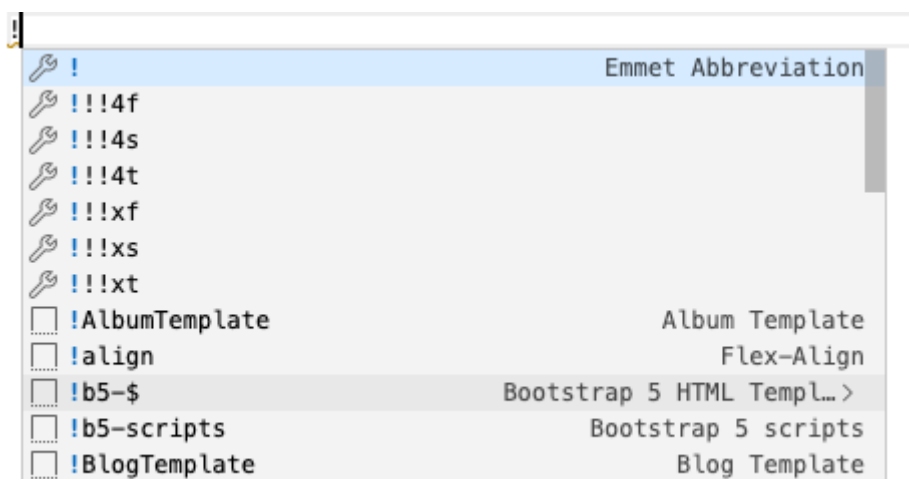 !
! Emmet Abbreviation
!!!4f
!!!4s
!!!4t
!!!xf
!!!xs
!!!xt
!AlbumTemplate Album Template
!align Flex-Align
!b5-$ Bootstrap 5 HTML Templ… >
!b5-scripts Bootstrap 5 scripts
!BlogTemplate Blog Template